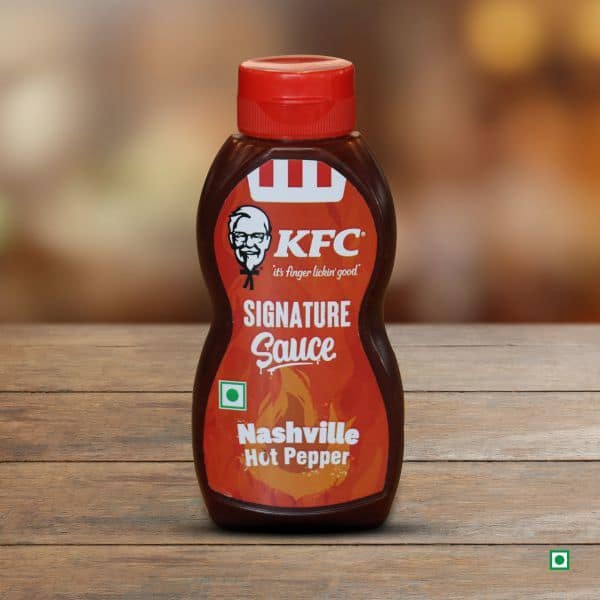 KFC®
"it's finger lickin' good"
SIGNATURE
Sauce
Nashville
Hot Pepper